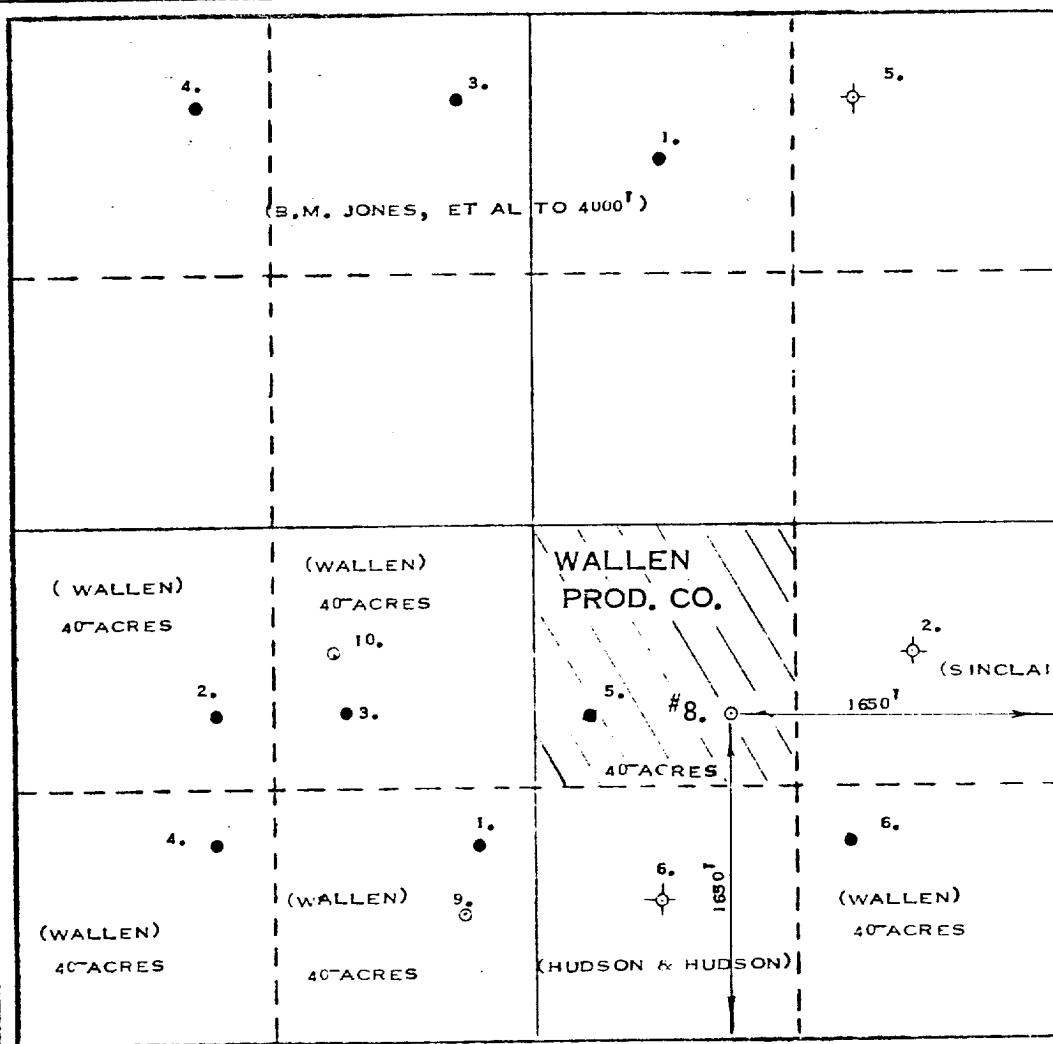 4.
3.
5.
1.
(B.M. JONES, ET AL TO 4000')
WALLEN
PROD. CO.
(WALLEN)
40 ACRES
(WALLEN)
40 ACRES
10.
2.
(SINCLAI
2.
3.
5.
#8.
1650'
40 ACRES
4.
1.
6.
6.
1650'
(WALLEN)
40 ACRES
(WALLEN)
9.
40 ACRES
(WALLEN)
40 ACRES
(HUDSON & HUDSON)